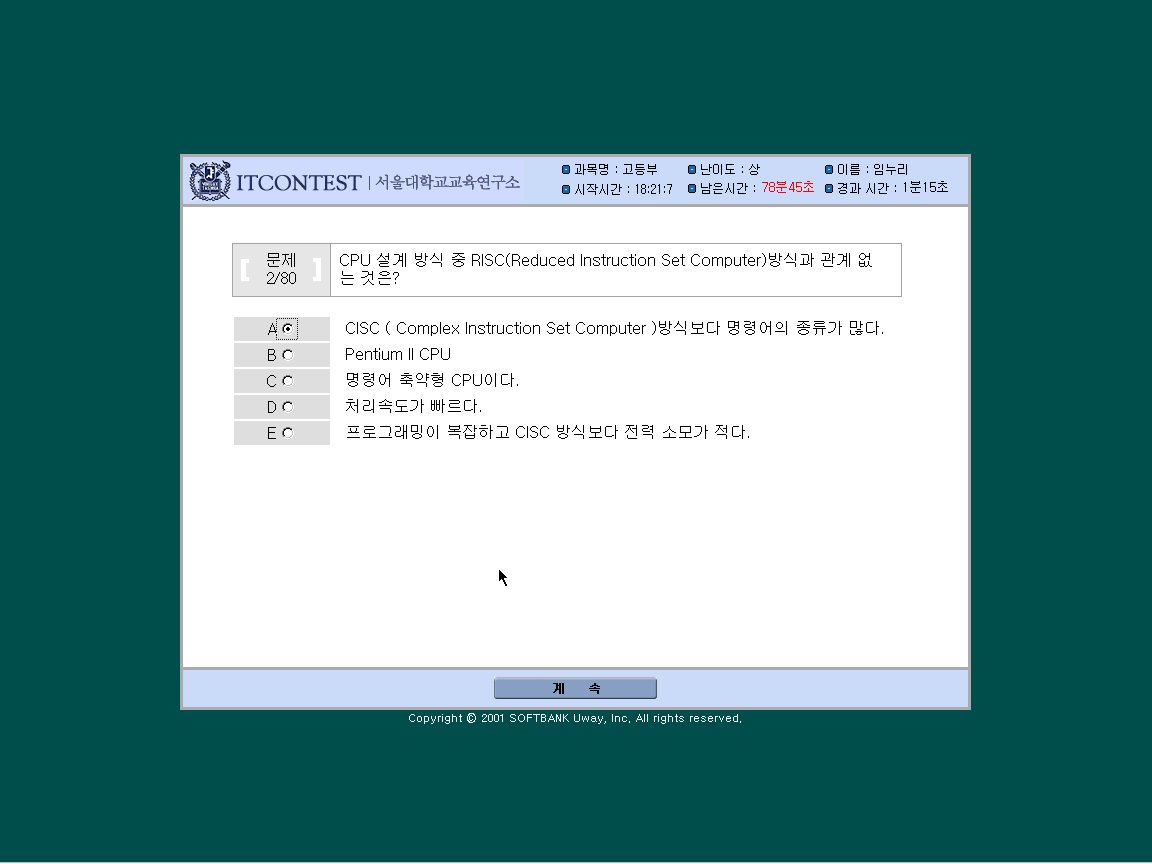 ITCONTEST | 서울대학교교육연구소
과목명 : 고등부 난이도 : 상 이름 : 임누리
시작시간 : 18:21:7 남은시간 : 78분45초 경과 시간 : 1분15초
문제
2/80
CPU 설계 방식 중 RISC(Reduced Instruction Set Computer)방식과 관계 없
는 것은?
A CISC ( Complex Instruction Set Computer )방식보다 명령어의 종류가 많다.
B Pentium II CPU
C 명령어 축약형 CPU이다.
D 처리속도가 빠르다.
E 프로그래밍이 복잡하고 CISC 방식보다 전력 소모가 적다.
계 속
Copyright © 2001 SOFTBANK Uway, Inc. All rights reserved.